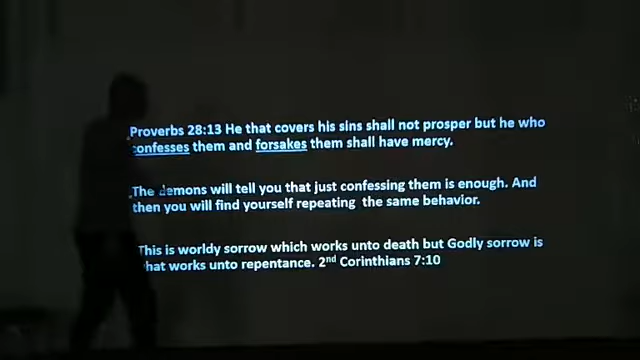 Proverbs 28:13 He that covers his sins shall not prosper but he who
confesses them and forsakes them shall have mercy.
The demons will tell you that just confessing them is enough. And
then you will find yourself repeating the same behavior.
This is worldy sorrow which works unto death but Godly sorrow is
what works unto repentance. 2nd Corinthians 7:10